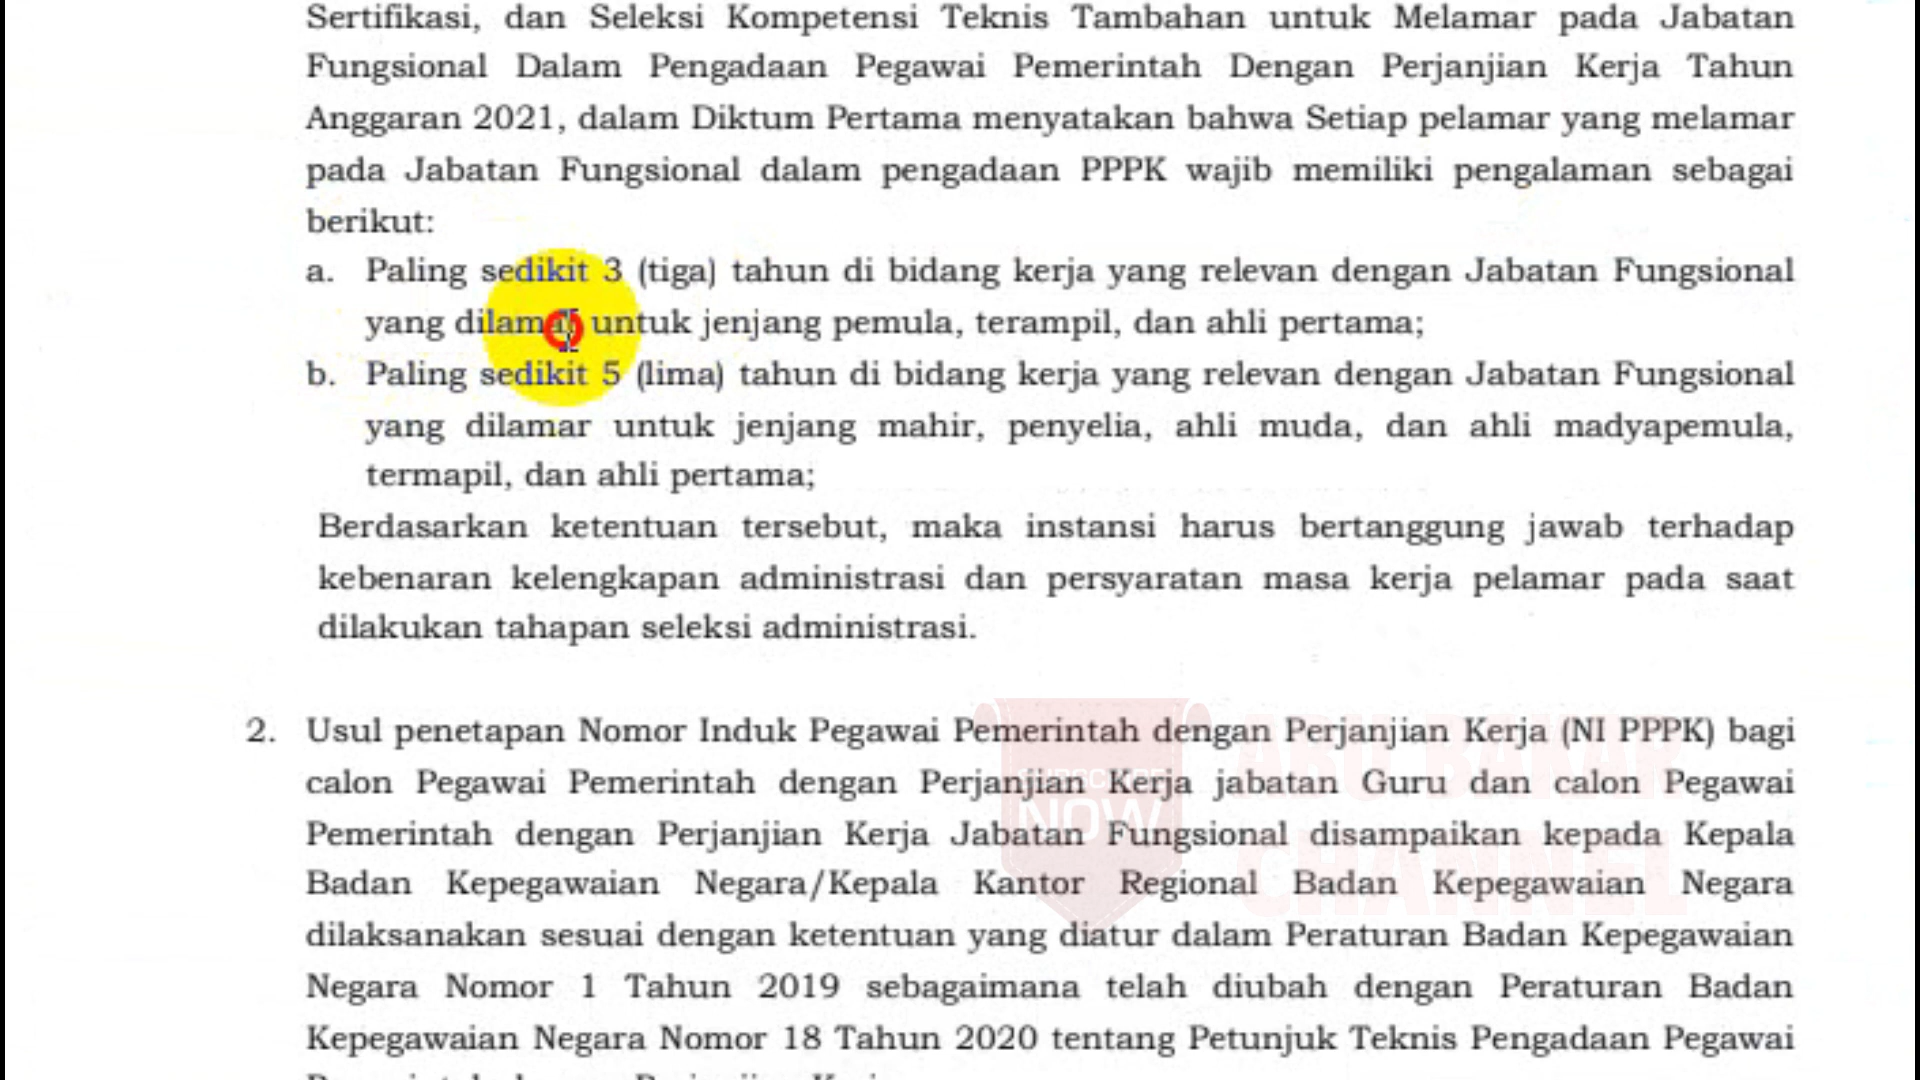 Sertifikasi, dan Seleksi Kompetensi Teknis Tambahan untuk Melamar pada Jabatan
Fungsional Dalam Pengadaan Pegawai Pemerintah Dengan Perjanjian Kerja Tahun
Anggaran 2021, dalam Diktum Pertama menyatakan bahwa Setiap pelamar yang melamar
pada Jabatan Fungsional dalam pengadaan PPPK wajib memiliki pengalaman sebagai
berikut:
a. Paling sedikit 3 (tiga) tahun di bidang kerja yang relevan dengan Jabatan Fungsional
yang dilamar untuk jenjang pemula, terampil, dan ahli pertama;
b. Paling sedikit 5 (lima) tahun di bidang kerja yang relevan dengan Jabatan Fungsional
yang dilamar untuk jenjang mahir, penyelia, ahli muda, dan ahli madyapemula,
termapil, dan ahli pertama;
Berdasarkan ketentuan tersebut, maka instansi harus bertanggung jawab terhadap
kebenaran kelengkapan administrasi dan persyaratan masa kerja pelamar pada saat
dilakukan tahapan seleksi administrasi.
2. Usul penetapan Nomor Induk Pegawai Pemerintah dengan Perjanjian Kerja (NI PPPK) bagi
calon Pegawai Pemerintah dengan Perjanjian Kerja jabatan Guru dan calon Pegawai
Pemerintah dengan Perjanjian Kerja Jabatan Fungsional disampaikan kepada Kepala
Badan Kepegawaian Negara/Kepala Kantor Regional Badan Kepegawaian Negara
dilaksanakan sesuai dengan ketentuan yang diatur dalam Peraturan Badan Kepegawaian
Negara Nomor 1 Tahun 2019 sebagaimana telah diubah dengan Peraturan Badan
Kepegawaian Negara Nomor 18 Tahun 2020 tentang Petunjuk Teknis Pengadaan Pegawai
NOW
CHANNEL